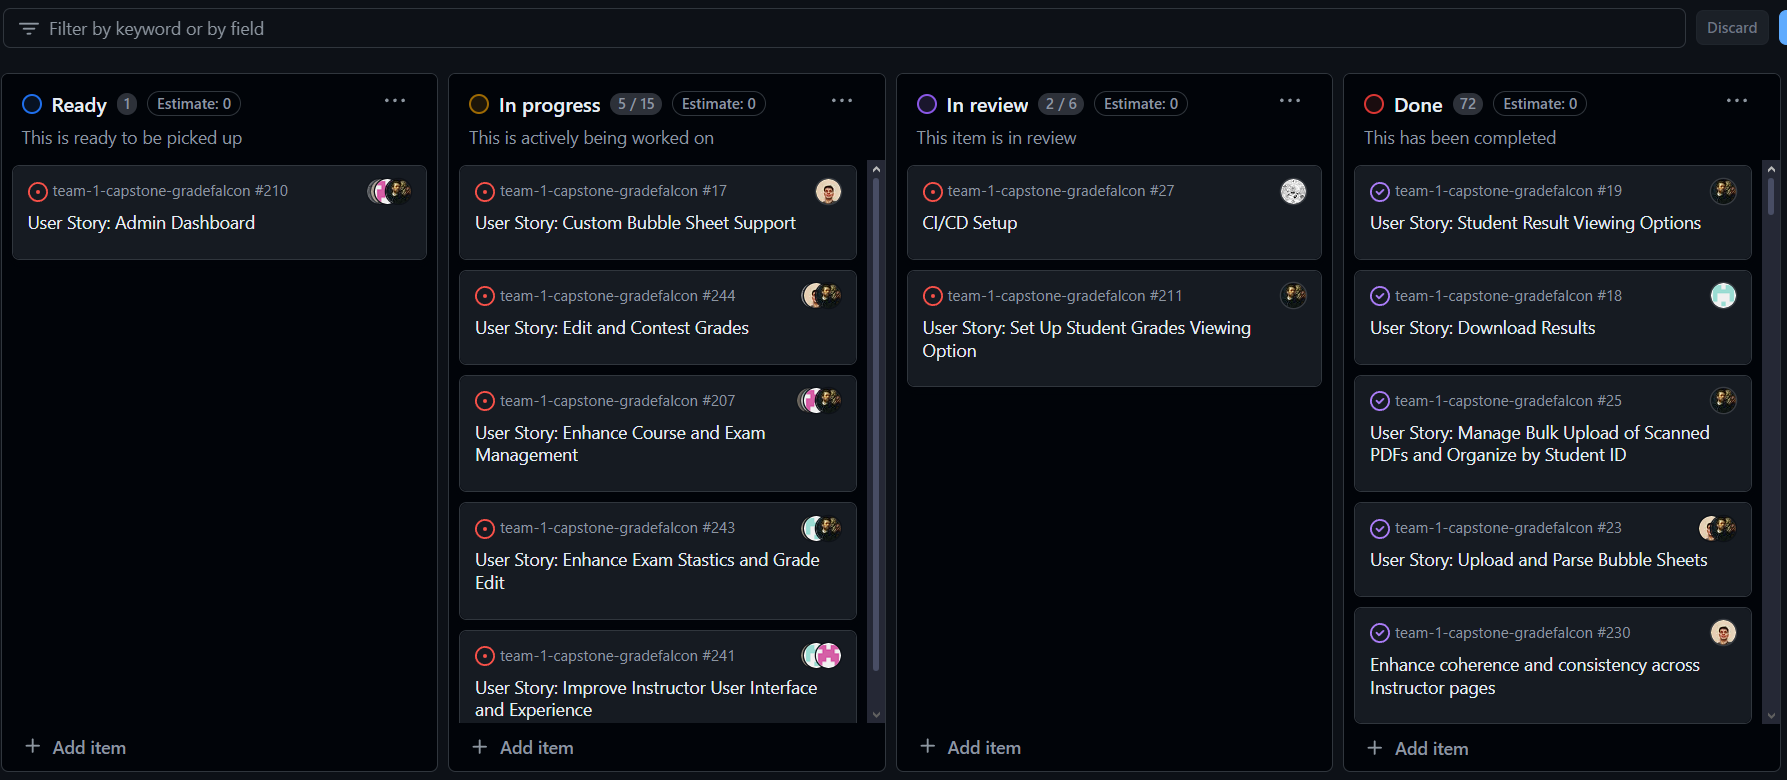 Filter by keyword or by field
Discard
Ready 1 Estimate: 0
This is ready to be picked up
team-1-capstone-gradefalcon #210
User Story: Admin Dashboard
Add item
In progress 5 / 15 Estimate: 0
This is actively being worked on
team-1-capstone-gradefalcon #17
User Story: Custom Bubble Sheet Support
team-1-capstone-gradefalcon #244
User Story: Edit and Contest Grades
team-1-capstone-gradefalcon #207
User Story: Enhance Course and Exam
Management
team-1-capstone-gradefalcon #243
User Story: Enhance Exam Stastics and Grade
Edit
team-1-capstone-gradefalcon #241
User Story: Improve Instructor User Interface
and Experience
Add item
In review 2 / 6 Estimate: 0
This item is in review
team-1-capstone-gradefalcon #27
CI/CD Setup
team-1-capstone-gradefalcon #211
User Story: Set Up Student Grades Viewing
Option
Add item
Done 72 Estimate: 0
This has been completed
team-1-capstone-gradefalcon #19
User Story: Student Result Viewing Options
team-1-capstone-gradefalcon #18
User Story: Download Results
team-1-capstone-gradefalcon #25
User Story: Manage Bulk Upload of Scanned
PDFs and Organize by Student ID
team-1-capstone-gradefalcon #23
User Story: Upload and Parse Bubble Sheets
team-1-capstone-gradefalcon #230
Enhance coherence and consistency across
Instructor pages
Add item